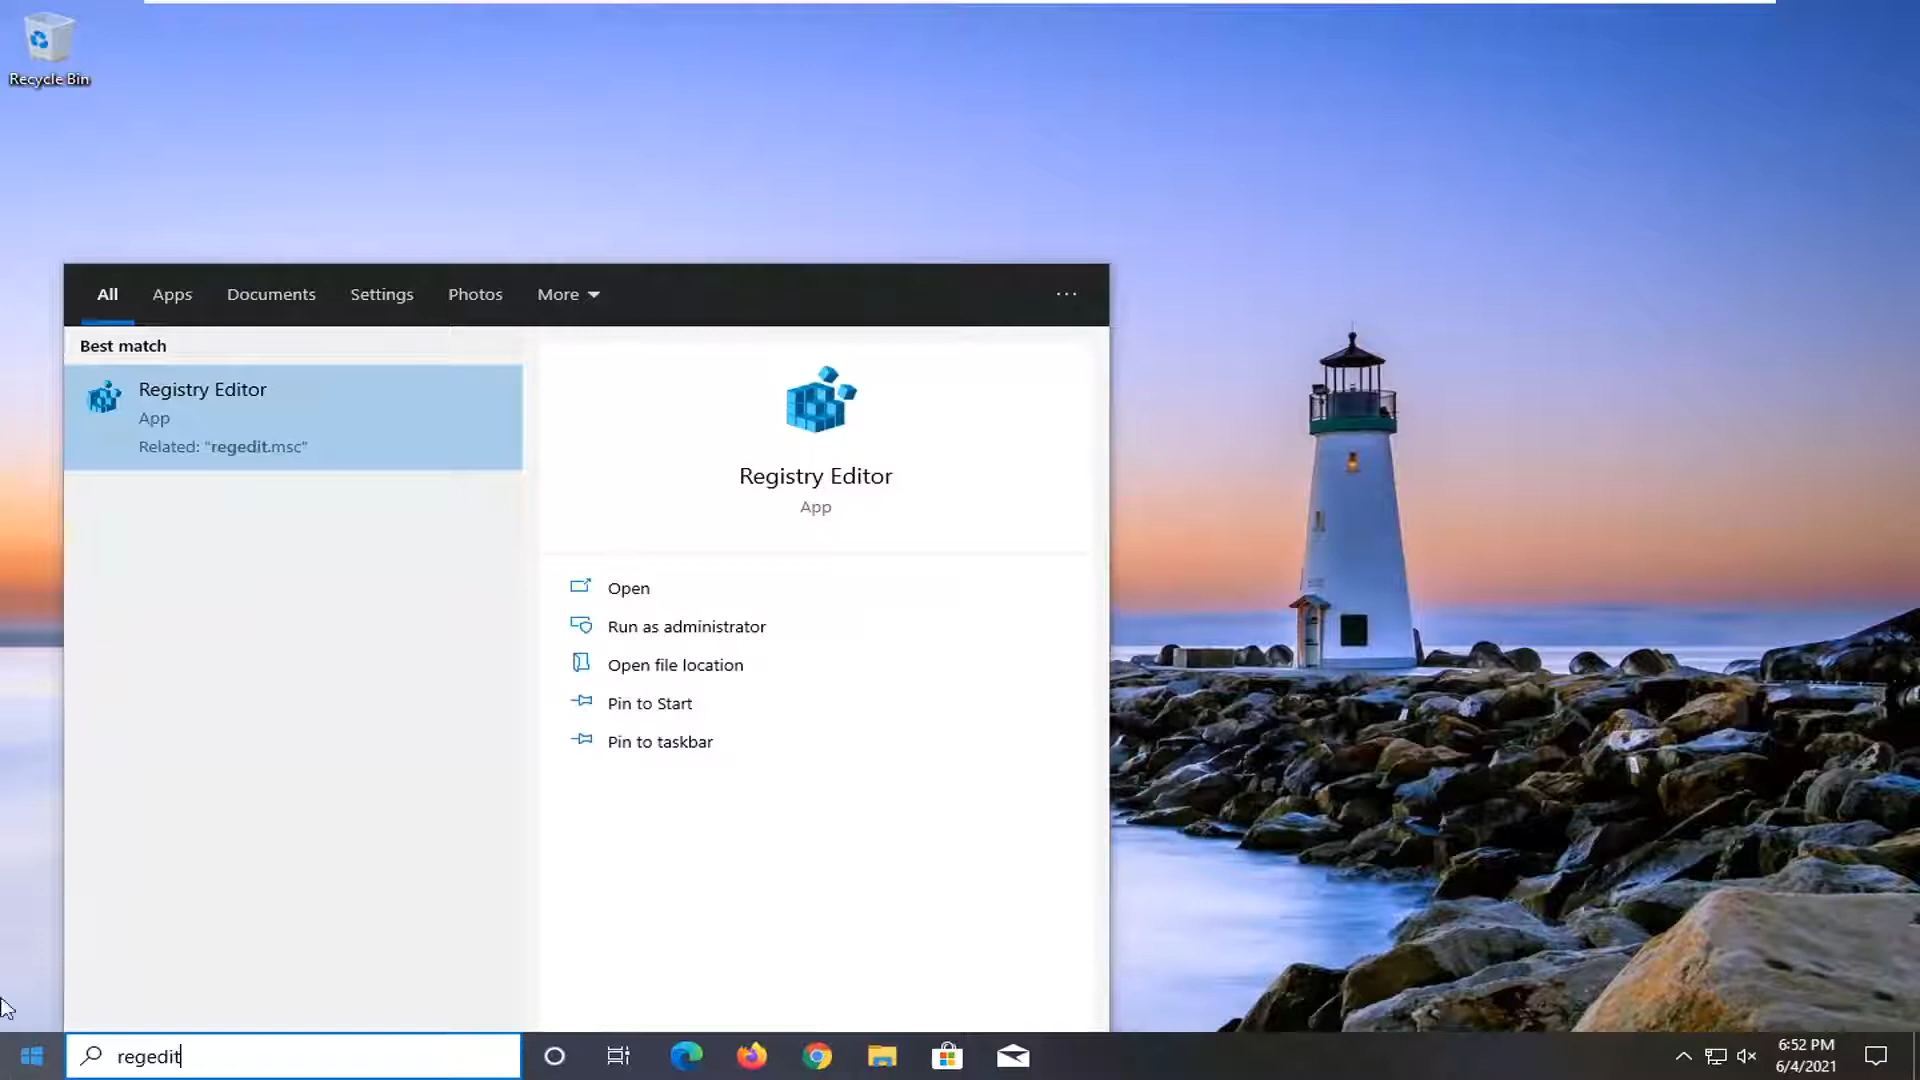 Recycle Bin
All Apps Documents Settings Photos More ...
Best match
Registry Editor
App
Related: "regedit.msc"
Registry Editor
App
Open
Run as administrator
Open file location
Pin to Start
Pin to taskbar
regedit
6:52 PM
6/4/2021